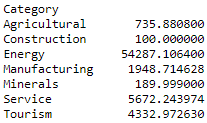 Category
Agricultural 735.880800
Construction 100.000000
Energy 54287.106400
Manufacturing 1948.714628
Minerals 189.999000
Service 5672.243974
Tourism 4332.972630